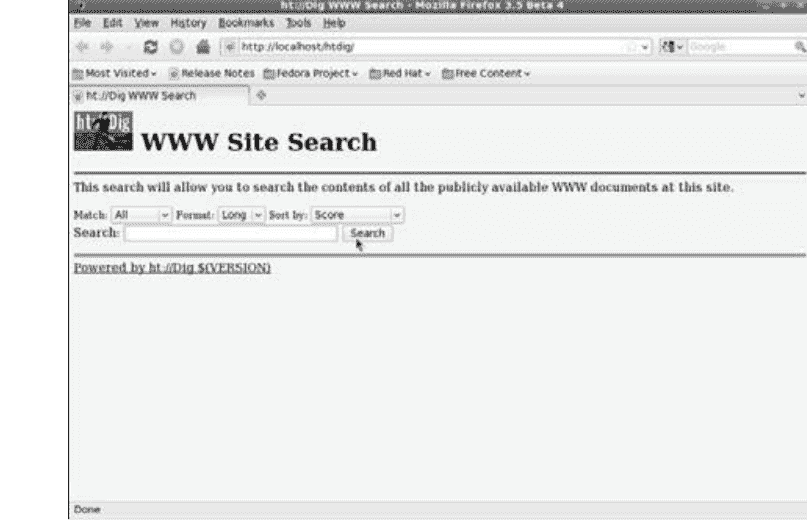 ht://Dig WWW Search - Mozilla Firefox 3.5 Beta 4
File Edit View History Bookmarks Tools Help
http://localhost/htdig/
Google
Most Visited Release Notes Fedora Project Red Hat Free Content
ht://Dig WWW Search
ht://Dig
WWW Site Search
This search will allow you to search the contents of all the publicly available WWW documents at this site.
Match: All Format: Long Sort by: Score
Search: Search
Powered by ht://Dig $(VERSION)
Done